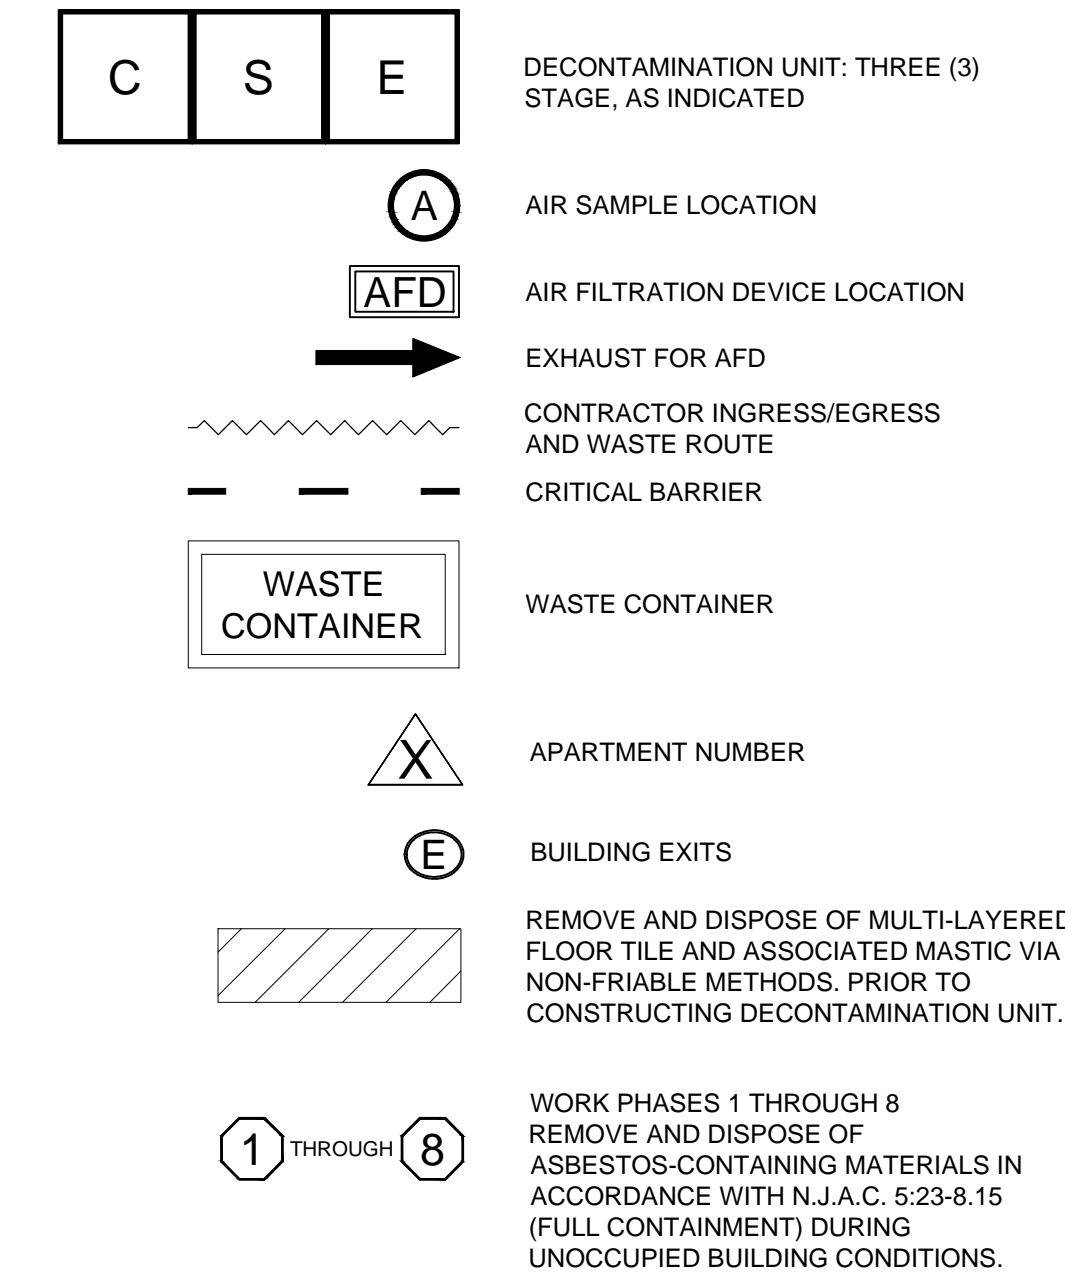 C S E
DECONTAMINATION UNIT: THREE (3)
STAGE, AS INDICATED
A
AIR SAMPLE LOCATION
AFD
AIR FILTRATION DEVICE LOCATION
EXHAUST FOR AFD
CONTRACTOR INGRESS/EGRESS
AND WASTE ROUTE
CRITICAL BARRIER
WASTE
CONTAINER
WASTE CONTAINER
X
APARTMENT NUMBER
E
BUILDING EXITS
REMOVE AND DISPOSE OF MULTI-LAYERED
FLOOR TILE AND ASSOCIATED MASTIC VIA
NON-FRIABLE METHODS. PRIOR TO
CONSTRUCTING DECONTAMINATION UNIT.
1 THROUGH 8
WORK PHASES 1 THROUGH 8
REMOVE AND DISPOSE OF
ASBESTOS-CONTAINING MATERIALS IN
ACCORDANCE WITH N.J.A.C. 5:23-8.15
(FULL CONTAINMENT) DURING
UNOCCUPIED BUILDING CONDITIONS.